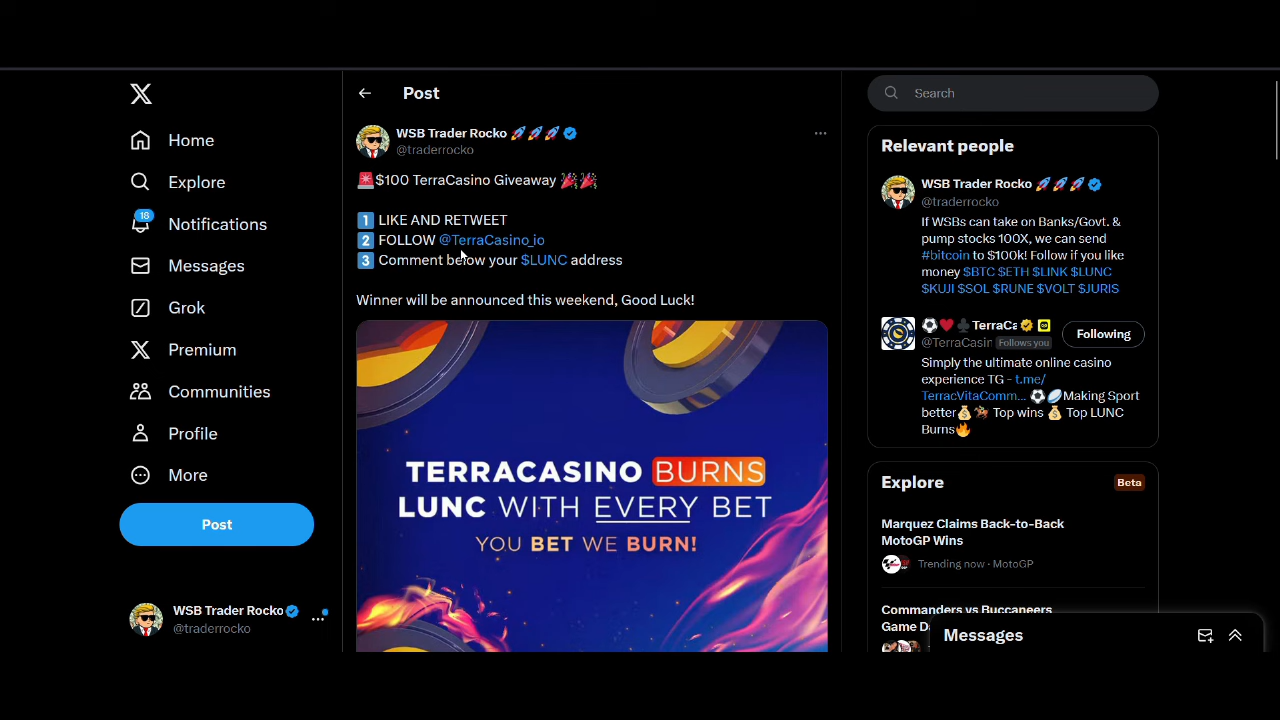 Post
Search
Home
Explore
18
Notifications
Messages
Grok
Premium
Communities
Profile
More
Post
WSB Trader Rocko 🚀🚀🚀
@traderrocko
WSB Trader Rocko 🚀🚀🚀
@traderrocko
🚨$100 TerraCasino Giveaway 🎉🎉
1️⃣ LIKE AND RETWEET
2️⃣ FOLLOW @TerraCasino_io
3️⃣ Comment below your $LUNC address
Winner will be announced this weekend, Good Luck!
TERRACASINO BURNS
LUNC WITH EVERY BET
YOU BET WE BURN!
Relevant people
WSB Trader Rocko 🚀🚀🚀
@traderrocko
If WSBs can take on Banks/Govt. &
pump stocks 100X, we can send
#bitcoin to $100k! Follow if you like
money $BTC $ETH $LINK $LUNC
$KUJI $SOL $RUNE $VOLT $JURIS
⚽❤️♣️ TerraCa
@TerraCasin Follows you
Following
Simply the ultimate online casino
experience TG - t.me/
TerracVitaComm... ⚽🏉Making Sport
better💰🏇 Top wins 💰 Top LUNC
Burns🔥
Explore
Beta
Marquez Claims Back-to-Back
MotoGP Wins
Trending now · MotoGP
Commanders vs Buccaneers
Game D
Messages